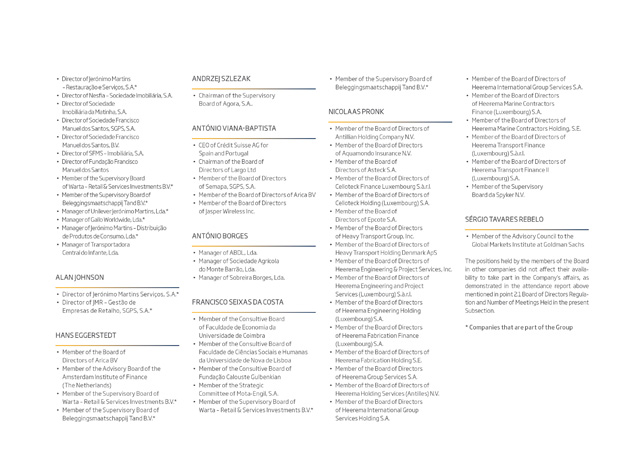 • Director of Jerónimo Martins
– Restauração e Serviços, S.A.*
• Director of Nesfia – Sociedade Imobiliária, S.A.
• Director of Sociedade
Imobiliária da Matinha, S.A.
• Director of Sociedade Francisco
Manuel dos Santos, SGPS, S.A.
• Director of Sociedade Francisco
Manuel dos Santos, B.V.
• Director of SFMS – Imobiliária, S.A.
• Director of Fundação Francisco
Manuel dos Santos
• Member of the Supervisory Board
of Warta – Retail & Services Investments B.V.*
• Member of the Supervisory Board of
Beleggingsmaatschappij Tand B.V.*
• Manager of Unilever Jerónimo Martins, Lda.*
• Manager of Gallo Worldwide, Lda.*
• Manager of Jerónimo Martins – Distribuição
de Produtos de Consumo, Lda.*
• Manager of Transportadora
Central do Infante, Lda.
ALAN JOHNSON
• Director of Jerónimo Martins Serviços, S.A.*
• Director of JMR – Gestão de
Empresas de Retalho, SGPS, S.A.*
HANS EGGERSTEDT
• Member of the Board of
Directors of Arica BV
• Member of the Advisory Board of the
Amsterdam Institute of Finance
(The Netherlands)
• Member of the Supervisory Board of
Warta – Retail & Services Investments B.V.*
• Member of the Supervisory Board of
Beleggingsmaatschappij Tand B.V.*
ANDRZEJ SZLEZAK
• Chairman of the Supervisory
Board of Agora, S.A.
ANTÓNIO VIANA-BAPTISTA
• CEO of Crédit Suisse AG for
Spain and Portugal
• Chairman of the Board of
Directors of Largo Ltd
• Member of the Board of Directors
of Semapa, SGPS, S.A.
• Member of the Board of Directors of Arica BV
• Member of the Board of Directors
of Jasper Wireless Inc.
ANTÓNIO BORGES
• Manager of ABDL, Lda.
• Manager of Sociedade Agrícola
do Monte Barrão, Lda.
• Manager of Sobreira Borges, Lda.
FRANCISCO SEIXAS DA COSTA
• Member of the Consultive Board
of Faculdade de Economia da
Universidade de Coimbra
• Member of the Consultive Board of
Faculdade de Ciências Sociais e Humanas
da Universidade Nova de Lisboa
• Member of the Consultive Board of
Fundação Calouste Gulbenkian
• Member of the Strategic
Committee of Mota-Engil, S.A.
• Member of the Supervisory Board of
Warta – Retail & Services Investments B.V.*
• Member of the Supervisory Board of
Beleggingsmaatschappij Tand B.V.*
NICOLAAS PRONK
• Member of the Board of Directors of
Antillian Holding Company N.V.
• Member of the Board of Directors
of Aquamondo Insurance N.V.
• Member of the Board of
Directors of Asteck S.A.
• Member of the Board of Directors of
Celloteck Finance Luxembourg S.à.r.l.
• Member of the Board of Directors of
Celloteck Holding (Luxembourg) S.A.
• Member of the Board of
Directors of Epcote S.A.
• Member of the Board of Directors
of Heavy Transport Group, Inc.
• Member of the Board of Directors of
Heavy Transport Holding Denmark ApS
• Member of the Board of Directors of
Heerema Engineering & Project Services, Inc.
• Member of the Board of Directors of
Heerema Engineering and Project
Services (Luxembourg) S.à.r.l.
• Member of the Board of Directors
of Heerema Engineering Holding
(Luxembourg) S.A.
• Member of the Board of Directors
of Heerema Fabrication Finance
(Luxembourg) S.A.
• Member of the Board of Directors of
Heerema Fabrication Holding S.E.
• Member of the Board of Directors
of Heerema Group Services S.A.
• Member of the Board of Directors of
Heerema Holding Services (Antilles) N.V.
• Member of the Board of Directors
of Heerema International Group
Services Holding S.A.
• Member of the Board of Directors of
Heerema International Group Services S.A.
• Member of the Board of Directors
of Heerema Marine Contractors
Finance (Luxembourg) S.A.
• Member of the Board of Directors of
Heerema Marine Contractors Holding, S.E.
• Member of the Board of Directors of
Heerema Transport Finance
(Luxembourg) S.à.r.l.
• Member of the Board of Directors of
Heerema Transport Finance II
(Luxembourg) S.A.
• Member of the Supervisory
Board da Spyker N.V.
SÉRGIO TAVARES REBELO
• Member of the Advisory Council to the
Global Markets Institute at Goldman Sachs
The positions held by the members of the Board
in other companies did not affect their availa-
bility to take part in the Company's affairs, as
demonstrated in the attendance report above
mentioned in point 2.1. Board of Directors Regula-
tion and Number of Meetings Held in the present
Subsection.
* Companies that are part of the Group